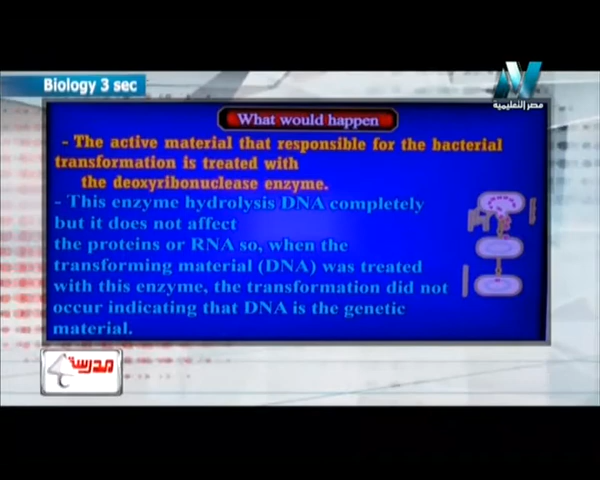 Biology 3 sec
مصر التعليمية
What would happen
- The active material that responsible for the bacterial
transformation is treated with
the deoxyribonuclease enzyme.
- This enzyme hydrolysis DNA completely
but it does not affect
the proteins or RNA so, when the
transforming material (DNA) was treated
with this enzyme, the transformation did not
occur indicating that DNA is the genetic
material.
مدرسة